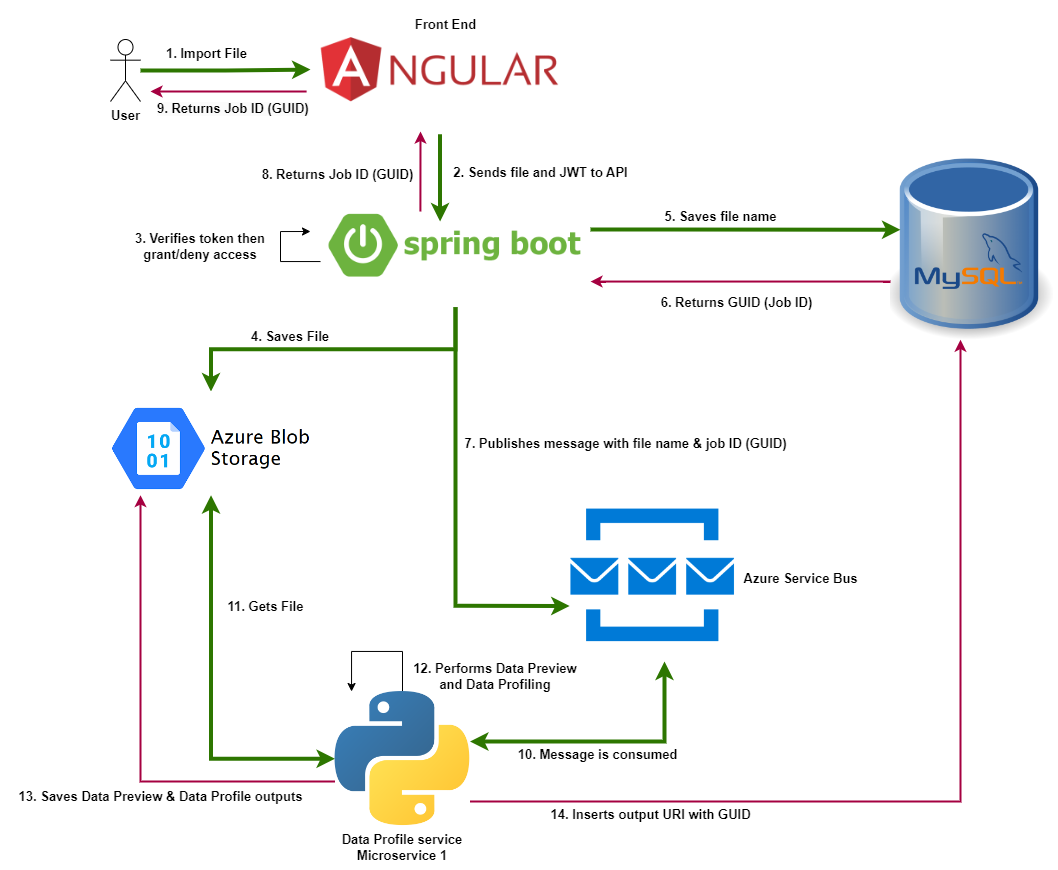 Front End
1. Import File
A NGULAR
9. Returns Job ID (GUID)
User
8. Returns Job ID (GUID)
2. Sends file and JWT to API
3. Verifies token then
grant/deny access
spring boot
5. Saves file name
MySQL
6. Returns GUID (Job ID)
4. Saves File
10
01
Azure Blob
Storage
7. Publishes message with file name & job ID (GUID)
Azure Service Bus
11. Gets File
12. Performs Data Preview
and Data Profiling
10. Message is consumed
13. Saves Data Preview & Data Profile outputs
14. Inserts output URI with GUID
Data Profile service
Microservice 1